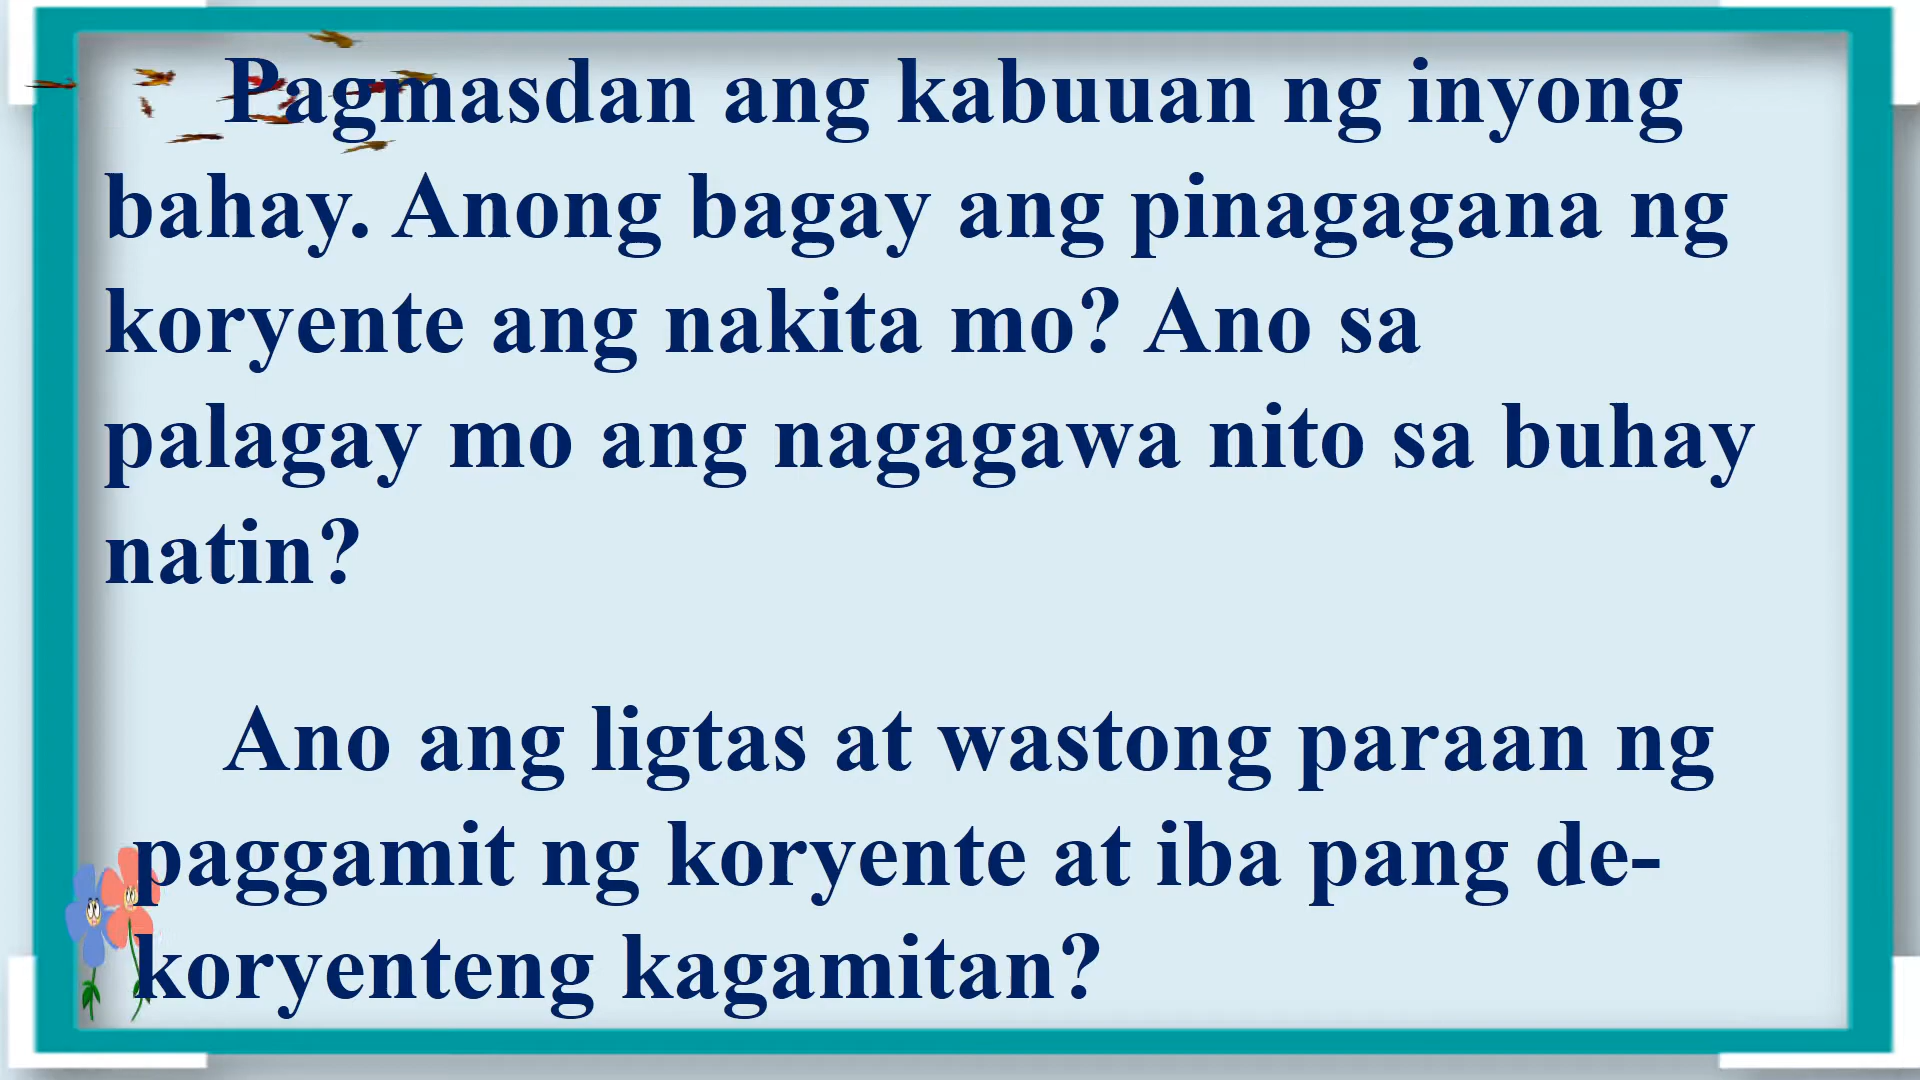 Pagmasdan ang kabuuan ng inyong
bahay. Anong bagay ang pinagagana ng
koryente ang nakita mo? Ano sa
palagay mo ang nagagawa nito sa buhay
natin?
Ano ang ligtas at wastong paraan ng
paggamit ng koryente at iba pang de-
koryenteng kagamitan?